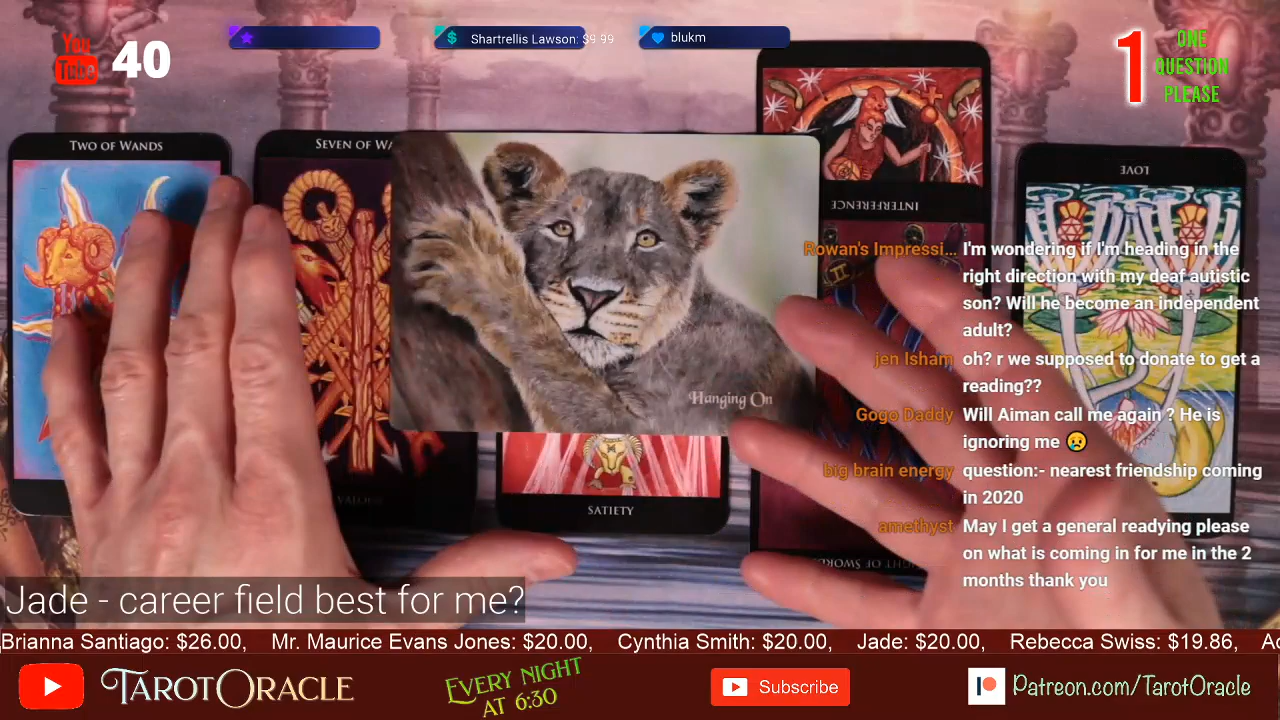 You
Tube
40
Shartrellis Lawson: $9.99
blukm
1
ONE
QUESTION
PLEASE
TWO OF WANDS
SEVEN OF WA
LOVE
INTERFERENCE
Hanging On
SATIETY
Rowan's Impressi... I'm wondering if I'm heading in the
right direction with my deaf autistic
son? Will he become an independent
adult?
jen Isham oh? r we supposed to donate to get a
reading??
Gogo Daddy Will Aiman call me again ? He is
ignoring me 😢
big brain energy question:- nearest friendship coming
in 2020
amethyst May I get a general readying please
on what is coming in for me in the 2
months thank you
Jade - career field best for me?
Brianna Santiago: $26.00, Mr. Maurice Evans Jones: $20.00, Cynthia Smith: $20.00, Jade: $20.00, Rebecca Swiss: $19.86,
TAROTORACLE
EVERY NIGHT
AT 6:30
Subscribe
Patreon.com/TarotOracle